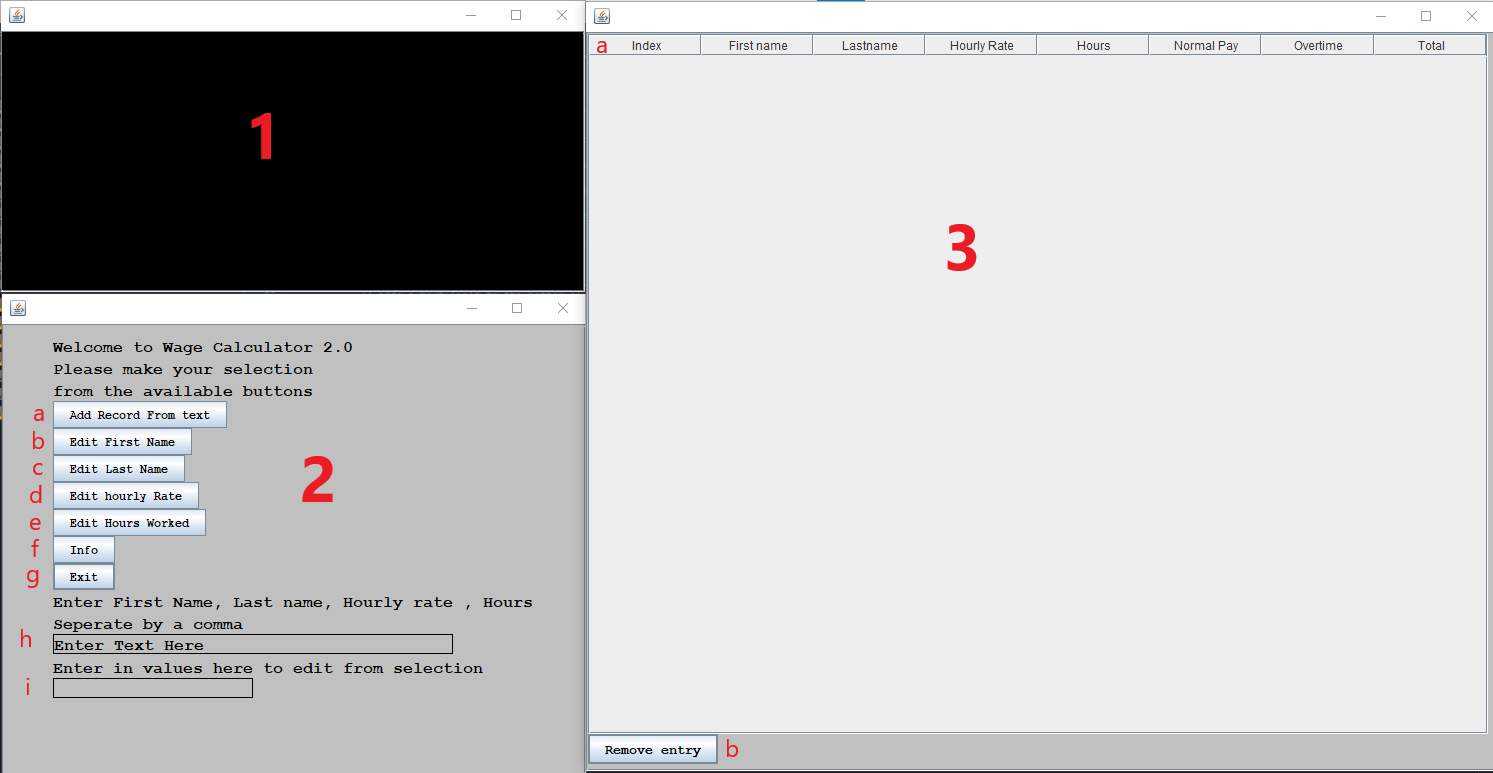 1
Welcome to Wage Calculator 2.0
Please make your selection
from the available buttons
a Add Record From text
b Edit First Name
c Edit Last Name
2
d Edit hourly Rate
e Edit Hours Worked
f Info
g Exit
Enter First Name, Last name, Hourly rate , Hours
Seperate by a comma
h Enter Text Here
Enter in values here to edit from selection
i
a Index First name Lastname Hourly Rate Hours Normal Pay Overtime Total
3
Remove entry b